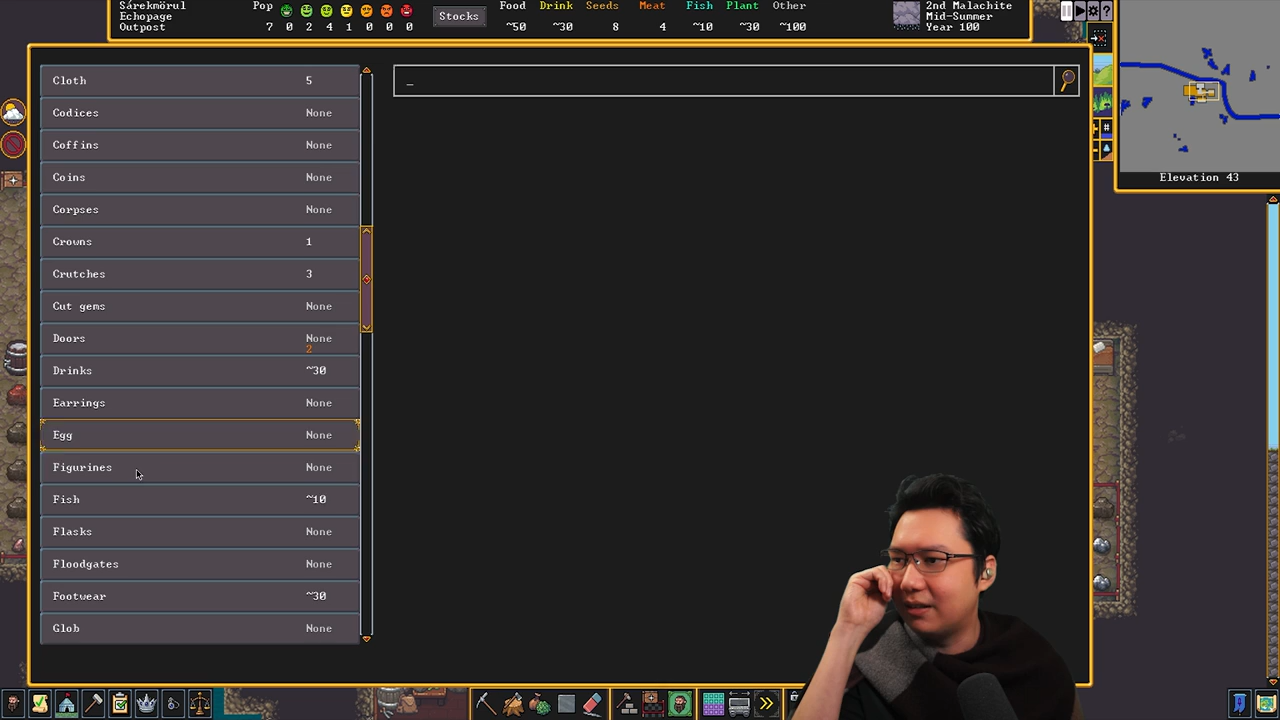 Sárekmörul
Echopage
Outpost
Pop
7 0 2 4 1 0 0 0
Stocks
Food Drink Seeds Meat Fish Plant Other
~50 ~30 8 4 ~10 ~30 ~100
2nd Malachite
Mid-Summer
Year 100
Elevation 43
Cloth 5
Codices None
Coffins None
Coins None
Corpses None
Crowns 1
Crutches 3
Cut gems None
Doors None
2
Drinks ~30
Earrings None
Egg None
Figurines None
Fish ~10
Flasks None
Floodgates None
Footwear ~30
Glob None